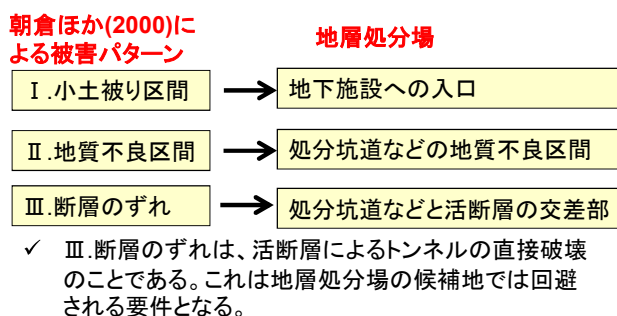 朝倉ほか(2000)に
よる被害パターン
地層処分場
Ⅰ.小土被り区間
地下施設への入口
Ⅱ.地質不良区間
処分坑道などの地質不良区間
Ⅲ.断層のずれ
処分坑道などと活断層の交差部
✓ Ⅲ.断層のずれは、活断層によるトンネルの直接破壊
のことである。これは地層処分場の候補地では回避
される要件となる。